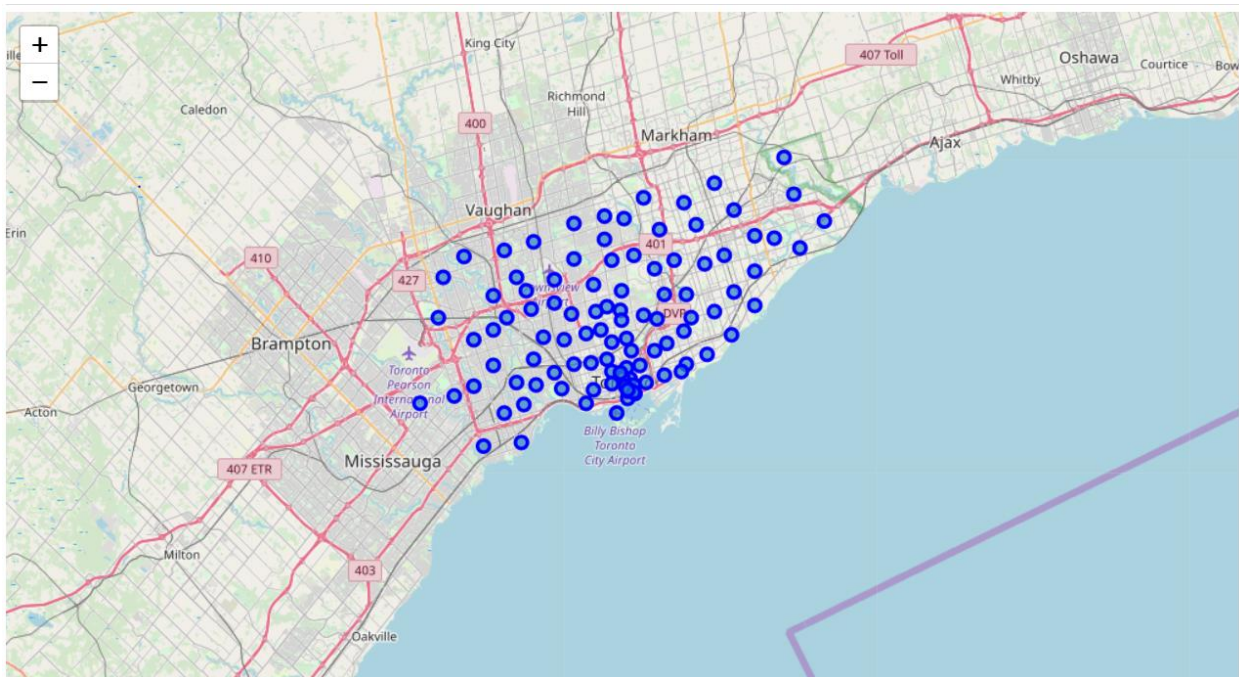 +
−
King City
407 Toll
Oshawa
Courtice
Whitby
Caledon
Richmond
Hill
400
Markham
Ajax
Vaughan
Erin
401
410
427
DVP
Brampton
Toronto
Pearson
International
Airport
Georgetown
Acton
Billy Bishop
Toronto
City Airport
Mississauga
407 ETR
Milton
403
Oakville